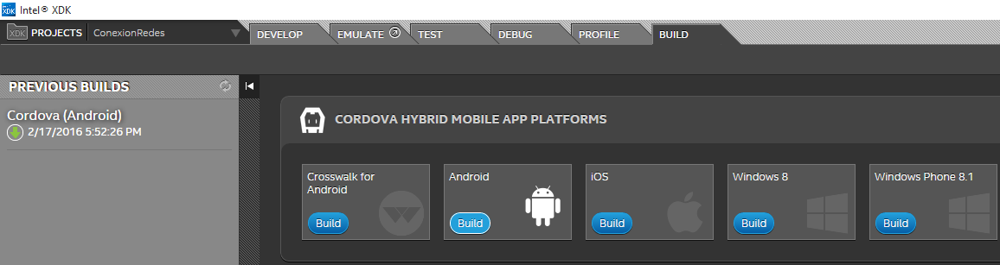 XDK Intel® XDK
XDK PROJECTS ConexionRedes DEVELOP EMULATE TEST DEBUG PROFILE BUILD
PREVIOUS BUILDS
Cordova (Android)
2/17/2016 5:52:26 PM
CORDOVA HYBRID MOBILE APP PLATFORMS
Crosswalk for
Android
Build
Android
Build
iOS
Build
Windows 8
Build
Windows Phone 8.1
Build